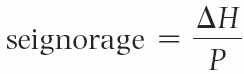 seignorage = ΔH / P